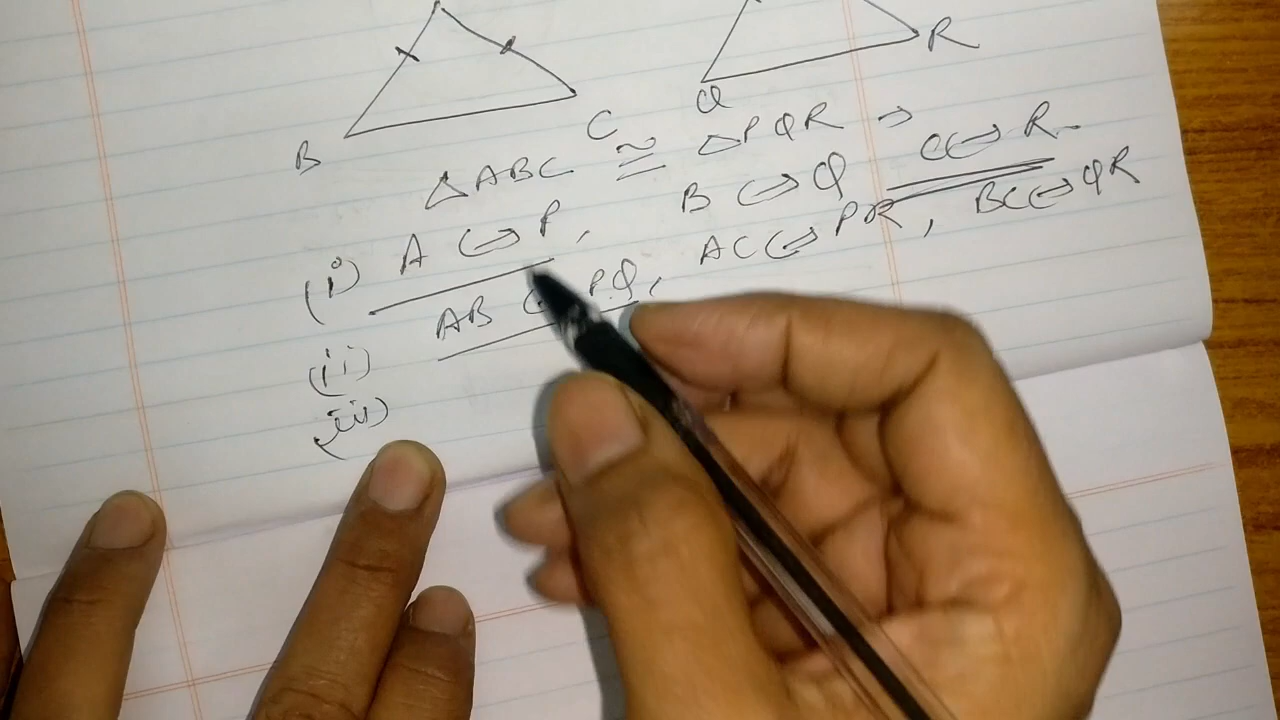 R
B C Q
△ABC ≅ △PQR →
(i) A ↔ P, B ↔ Q C ↔ R
(ii) AB ↔ PQ, AC ↔ PR, BC ↔ QR
(iii)